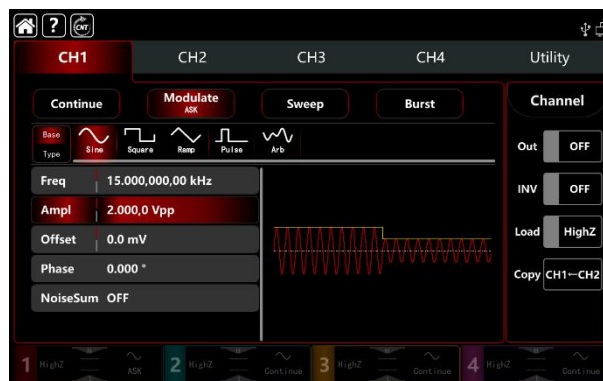 ? CNT
CH1 CH2 CH3 CH4 Utility
Continue Modulate Sweep Burst Channel
ASK
Base
Type Sine Square Ramp Pulse Arb
Out OFF
Freq 15.000,000,00 kHz
INV OFF
Ampl 2.000,0 Vpp
Offset 0.0 mV
Load HighZ
Phase 0.000 °
Copy CH1←CH2
NoiseSum OFF
1 HighZ ASK 2 HighZ Continue 3 HighZ Continue 4 HighZ Continue